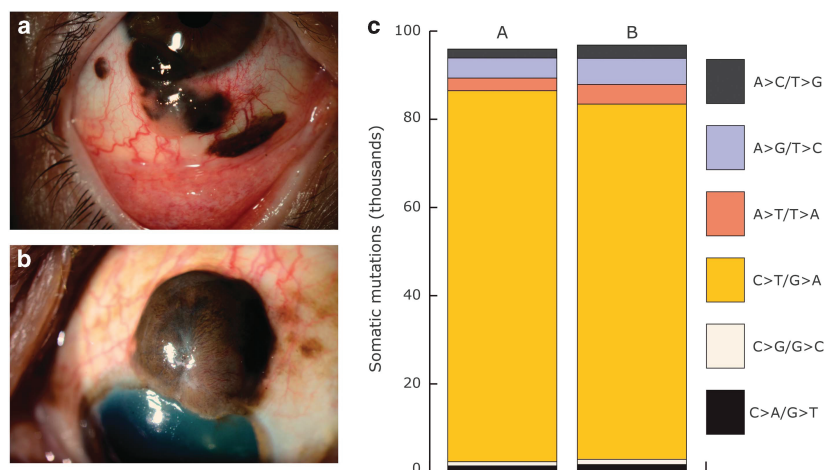 a
b
c
Somatic mutations (thousands)
100
80
60
40
20
0
A
B
A>C/T>G
A>G/T>C
A>T/T>A
C>T/G>A
C>G/G>C
C>A/G>T